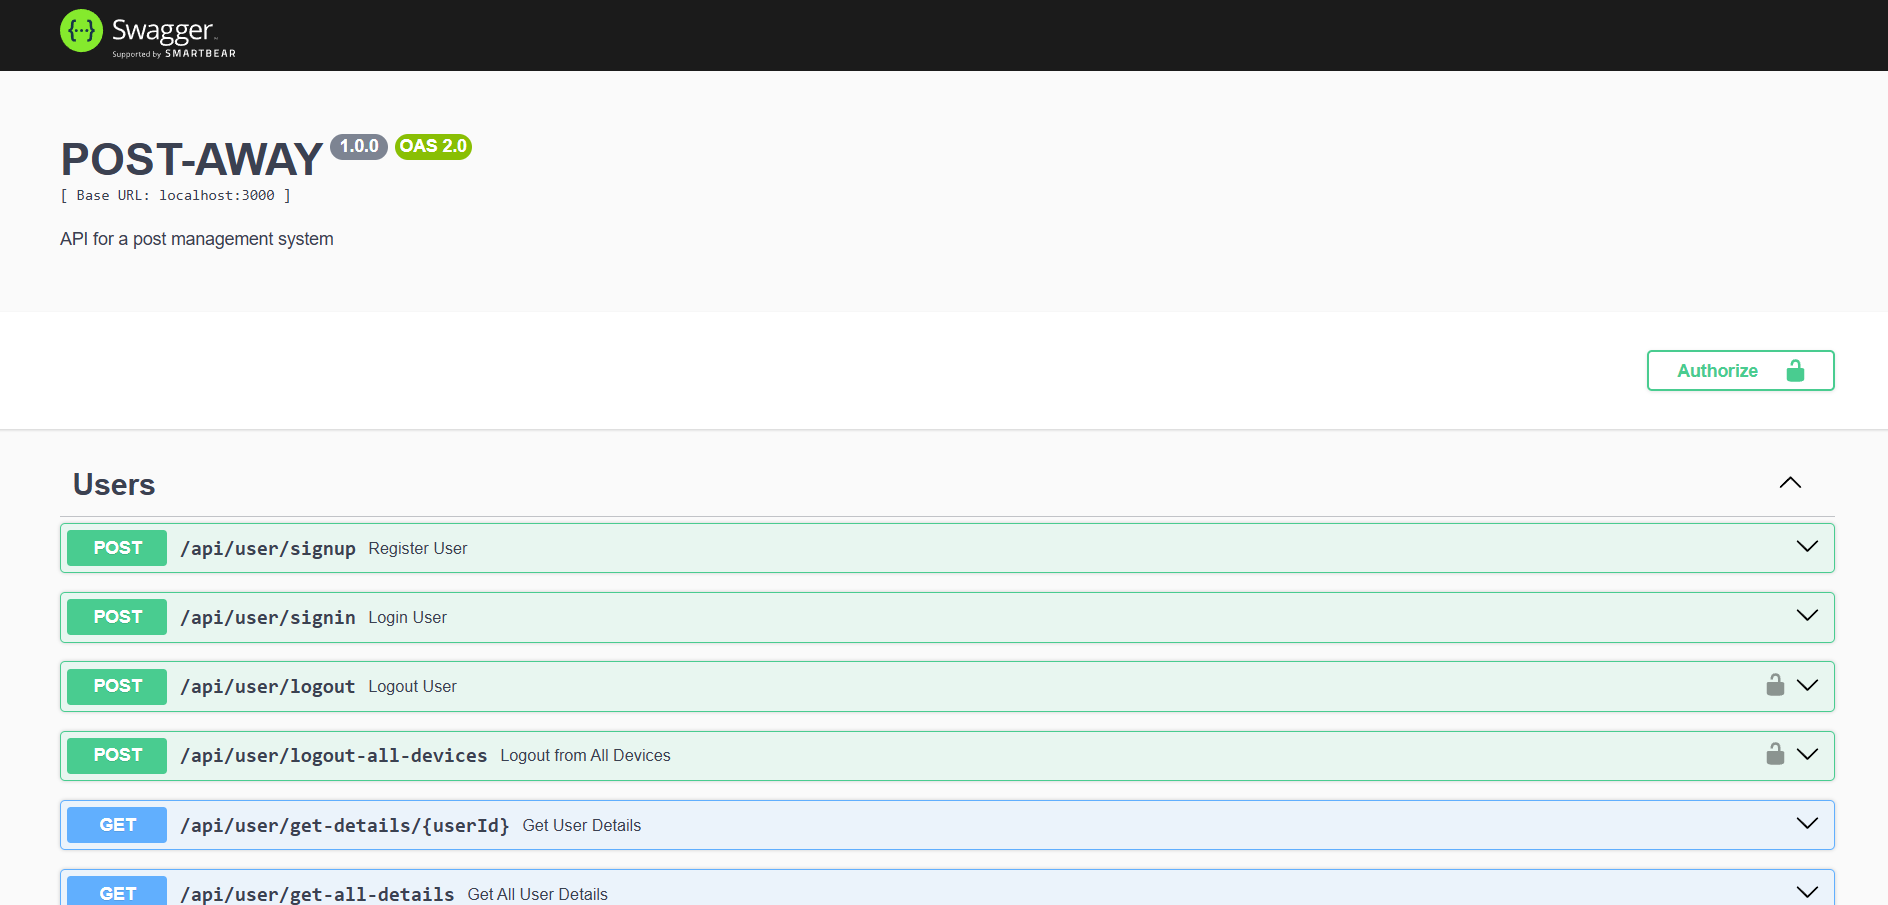 Swagger
Supported by SMARTBEAR
POST-AWAY 1.0.0 OAS 2.0
[ Base URL: localhost:3000 ]
API for a post management system
Authorize
Users
POST /api/user/signup Register User
POST /api/user/signin Login User
POST /api/user/logout Logout User
POST /api/user/logout-all-devices Logout from All Devices
GET /api/user/get-details/{userId} Get User Details
GET /api/user/get-all-details Get All User Details